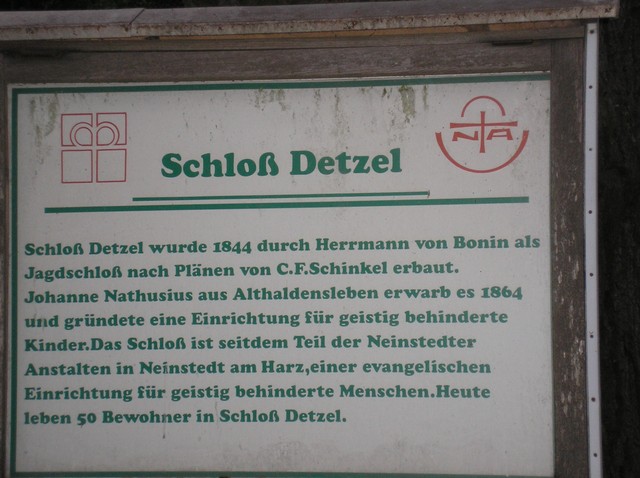 NTA
Schloß Detzel
Schloß Detzel wurde 1844 durch Herrmann von Bonin als
Jagdschloß nach Plänen von C.F.Schinkel erbaut.
Johanne Nathusius aus Althaldensleben erwarb es 1864
und gründete eine Einrichtung für geistig behinderte
Kinder.Das Schloß ist seitdem Teil der Neinstedter
Anstalten in Neinstedt am Harz,einer evangelischen
Einrichtung für geistig behinderte Menschen.Heute
leben 50 Bewohner in Schloß Detzel.